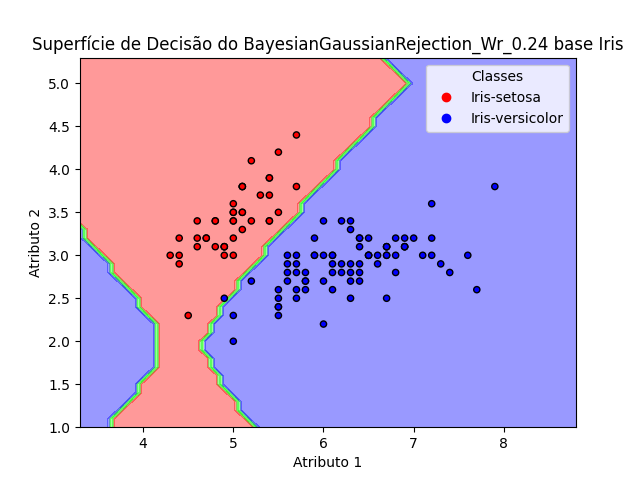 Superfície de Decisão do BayesianGaussianRejection_Wr_0.24 base Iris
Classes
Iris-setosa
Iris-versicolor
5.0
4.5
4.0
3.5
3.0
2.5
2.0
1.5
1.0
Atributo 2
4 5 6 7 8
Atributo 1